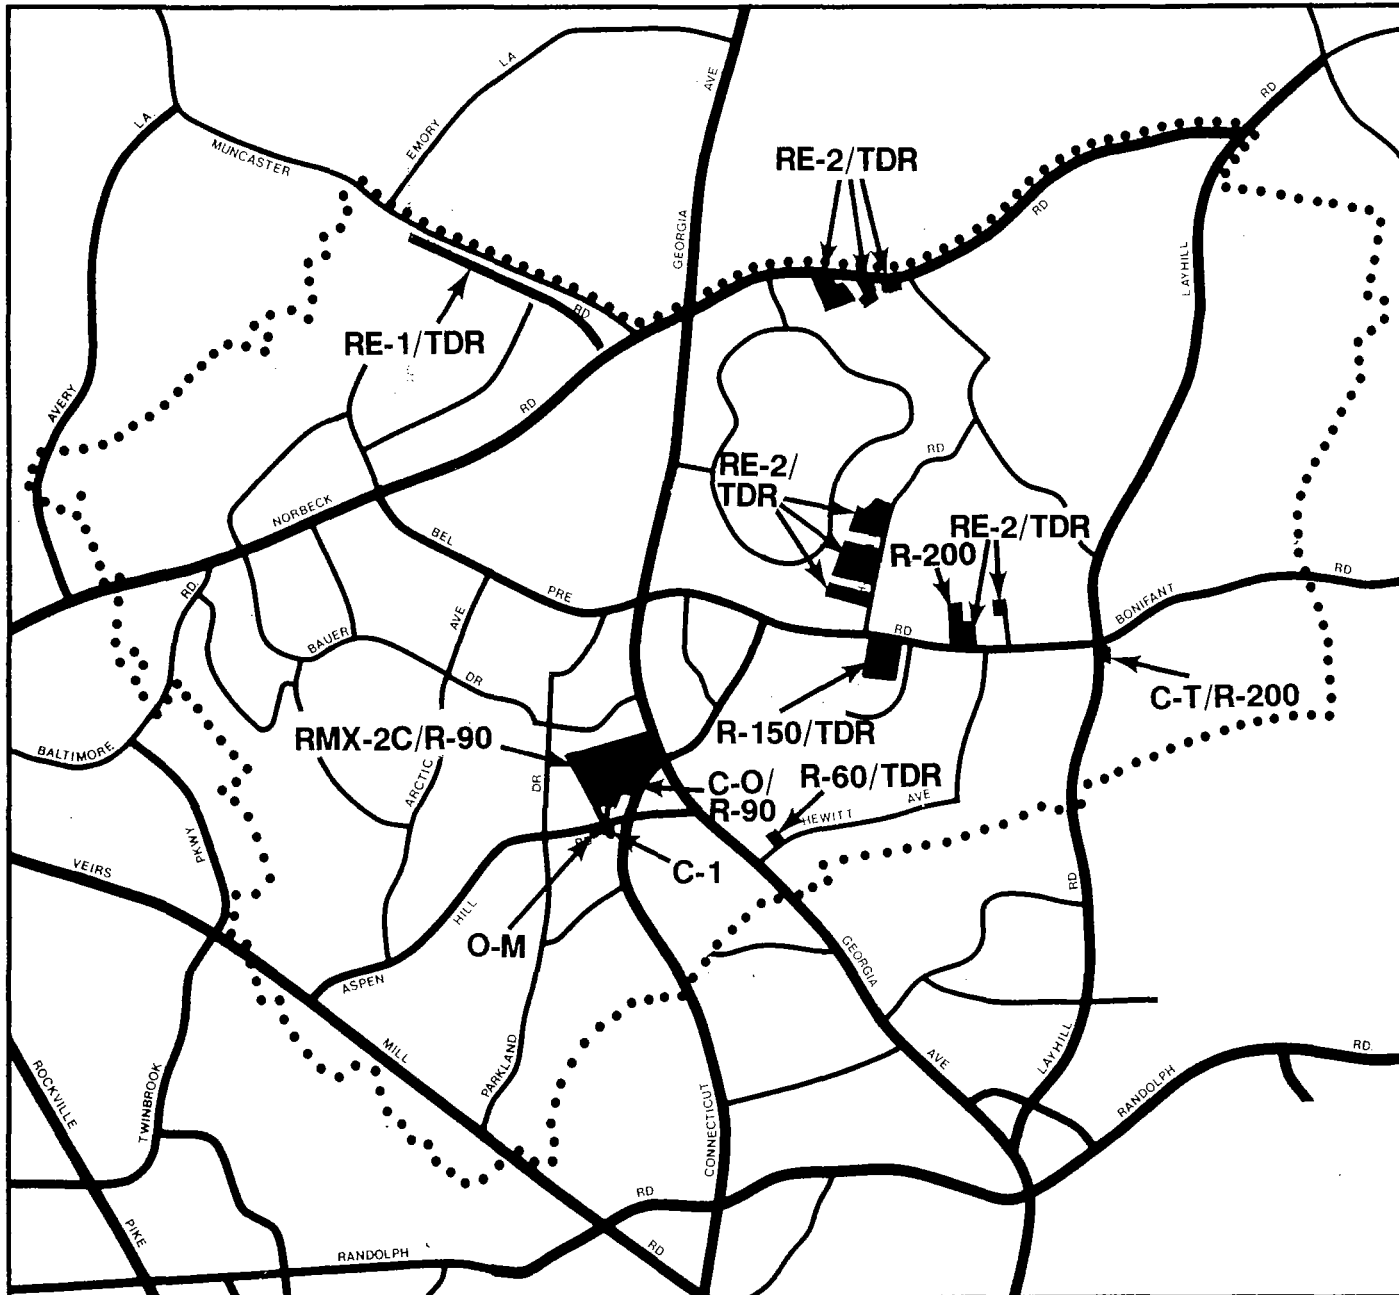 LA
AVE
RD
LA.
EMORY
MUNCASTER
RE-2/TDR
RD
GEORGIA
LAYHILL
RD
RE-1/TDR
RD
AVERY
RD
RE-2/
TDR
NORBECK
BEL
RE-2/TDR
R-200
RD
PRE
RD.
BONIFANT
AVE
BAUER
RD
DR
C-T/R-200
RMX-2C/R-90
R-150/TDR
BALTIMORE
ARCTIC
DR
C-O/
R-90
R-60/TDR
AVE
HEWITT
PKWY
RD
VEIRS
C-1
RD
HILL
O-M
GEORGIA
ASPEN
MILL
AVE
LAYHILL
RD.
ROCKVILLE
TWINBROOK
PARKLAND
CONNECTICUT
RANDOLPH
RD
PIKE
RANDOLPH
RD